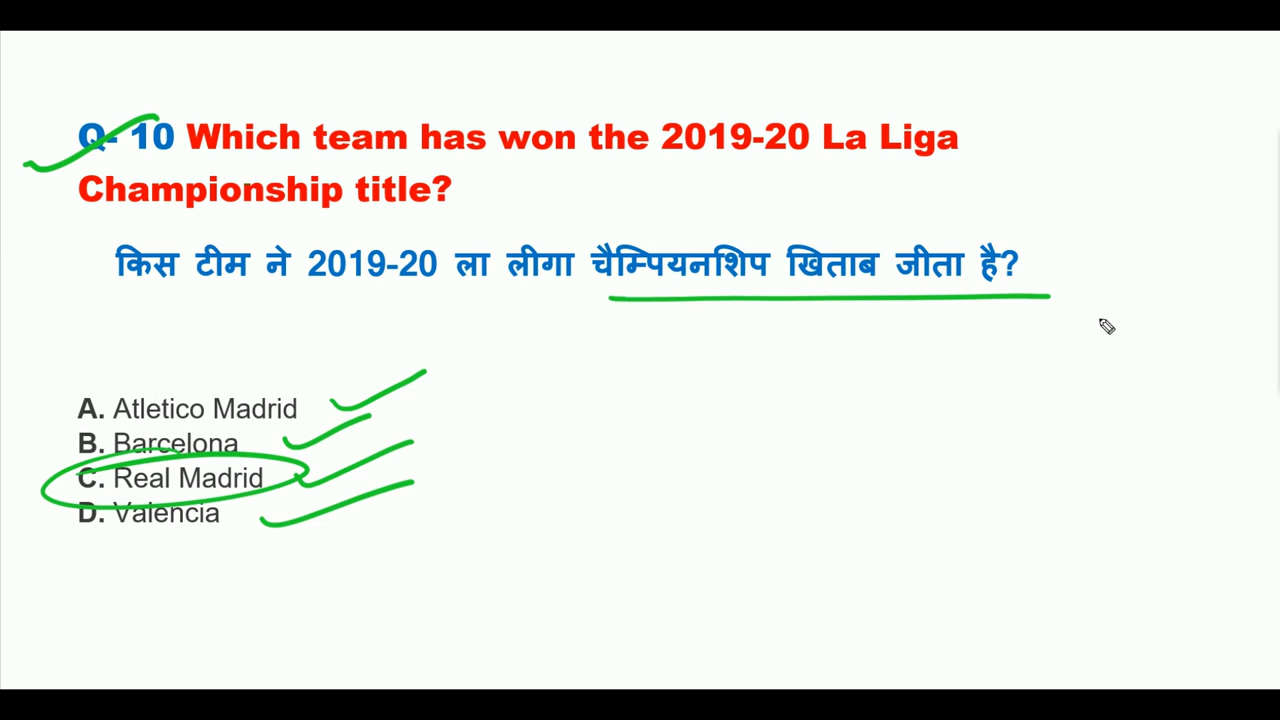 Q- 10 Which team has won the 2019-20 La Liga
Championship title?
किस टीम ने 2019-20 ला लीगा चैम्पियनशिप खिताब जीता है?
A. Atletico Madrid
B. Barcelona
C. Real Madrid
D. Valencia